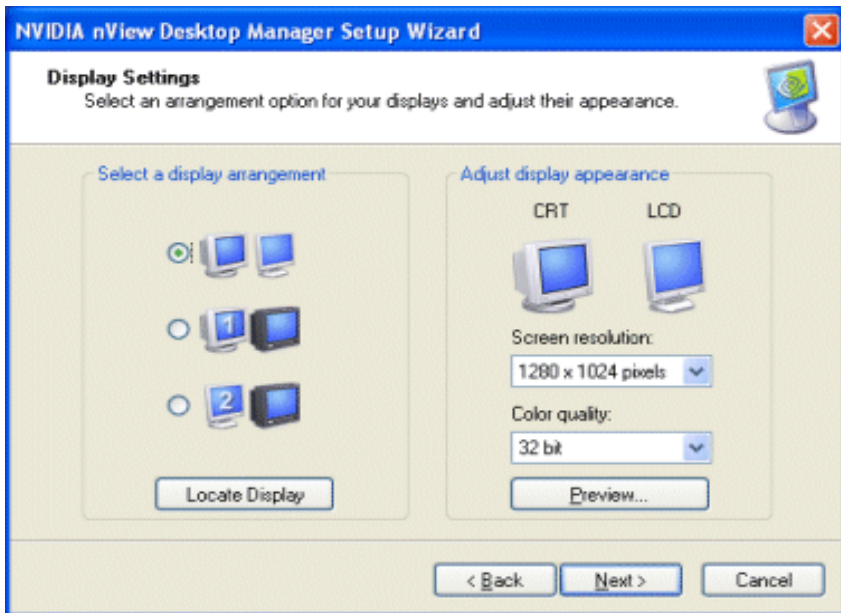 NVIDIA nView Desktop Manager Setup Wizard
Display Settings
Select an arrangement option for your displays and adjust their appearance.
Select a display arrangement
1
2
Locate Display
Adjust display appearance
CRT LCD
Screen resolution:
1280 x 1024 pixels
Color quality:
32 bit
Preview...
< Back Next > Cancel